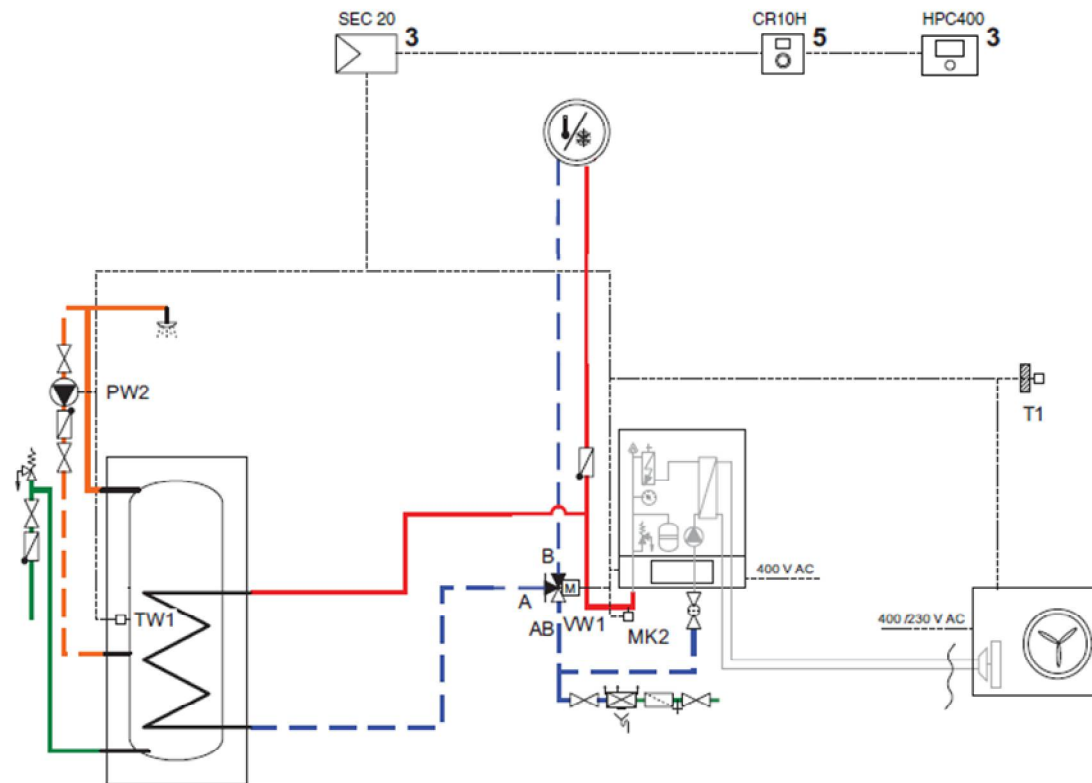 SEC 20
3
CR10H
5
HPC400
3
PW2
T1
B
M
400 V AC
A
TW1
AB
VW1
MK2
400 /230 V AC